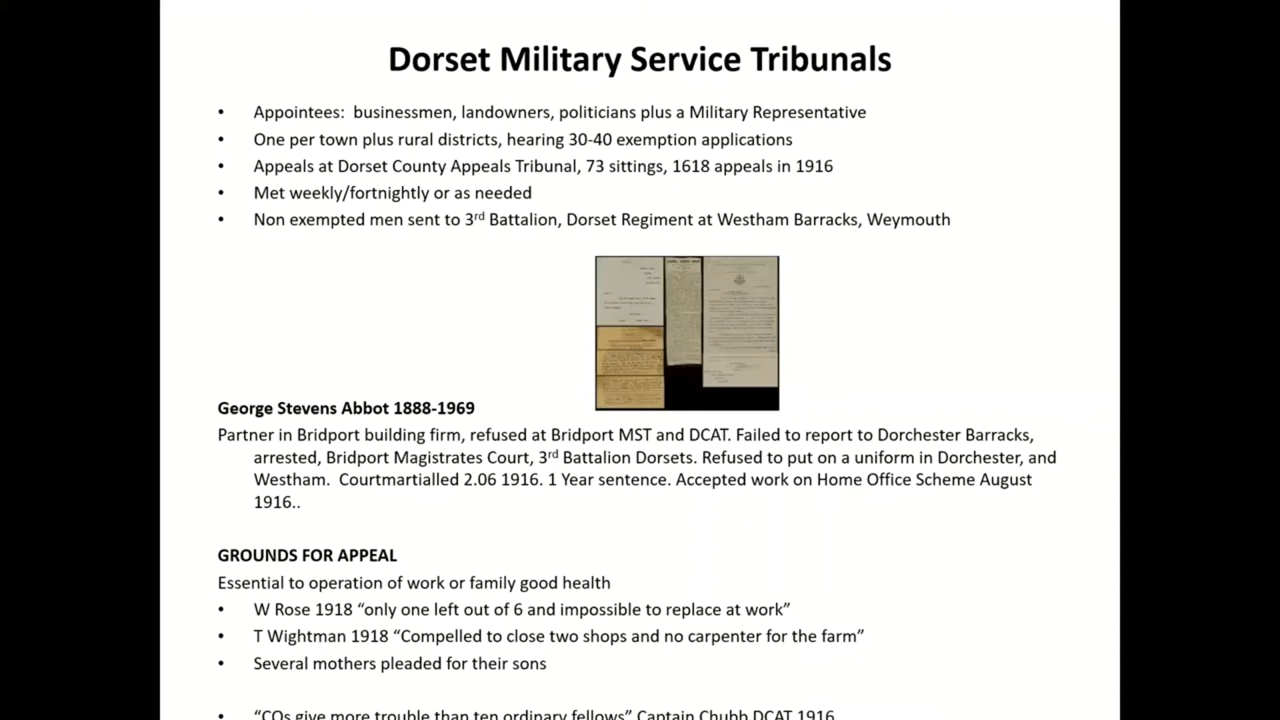 Dorset Military Service Tribunals
• Appointees:  businessmen, landowners, politicians plus a Military Representative
• One per town plus rural districts, hearing 30-40 exemption applications
• Appeals at Dorset County Appeals Tribunal, 73 sittings, 1618 appeals in 1916
• Met weekly/fortnightly or as needed
• Non exempted men sent to 3rd Battalion, Dorset Regiment at Westham Barracks, Weymouth
George Stevens Abbot 1888-1969
Partner in Bridport building firm, refused at Bridport MST and DCAT. Failed to report to Dorchester Barracks,
arrested, Bridport Magistrates Court, 3rd Battalion Dorsets. Refused to put on a uniform in Dorchester, and
Westham.  Courtmartialled 2.06 1916. 1 Year sentence. Accepted work on Home Office Scheme August
1916..
GROUNDS FOR APPEAL
Essential to operation of work or family good health
• W Rose 1918 “only one left out of 6 and impossible to replace at work”
• T Wightman 1918 “Compelled to close two shops and no carpenter for the farm”
• Several mothers pleaded for their sons
• “COs give more trouble than ten ordinary fellows” Captain Chubb DCAT 1916